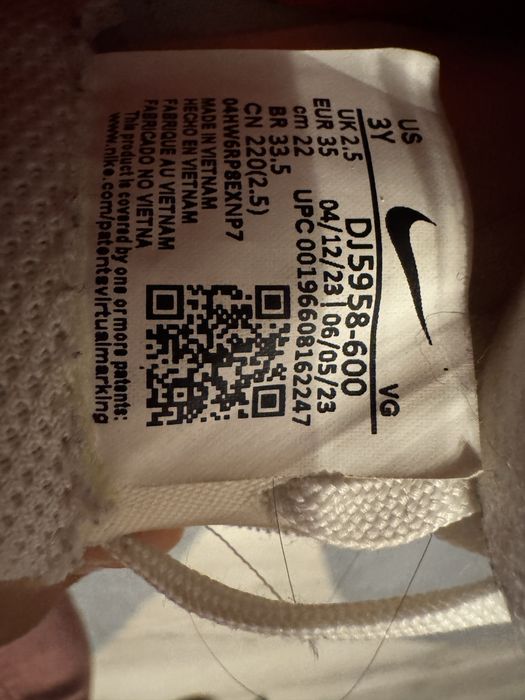 US VG
3Y
UK 2,5 DJ5958-600
EUR 35 04/12/23 | 06/05/23
cm 22 UPC 00196608162247
BR 33.5
CN 220(2.5)
04HW6RP8EXNP7
MADE IN VIETNAM
HECHO EN VIETNAM
FABRIQUE AU VIETNAM
FABRICADO NO VIETNA
This product is covered by one or more patents:
www.nike.com/patentsvirtualmarking